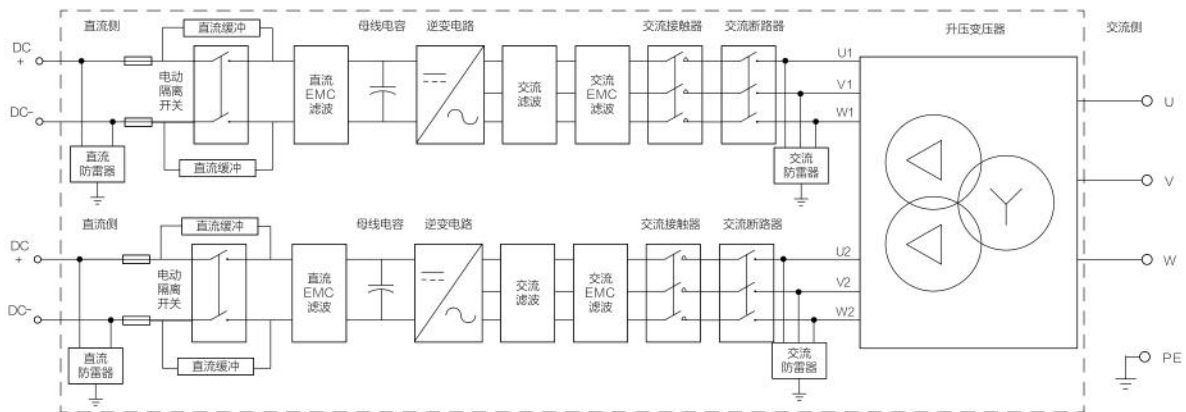 直流侧
直流缓冲
母线电容
逆变电路
交流接触器
交流断路器
升压变压器
交流侧
DC
+
电动
隔离
开关
直流
EMC
滤波
交流
滤波
交流
EMC
滤波
U1
V1
W1
U
DC-
直流
防雷器
直流缓冲
交流
防雷器
V
直流侧
直流缓冲
母线电容
逆变电路
交流接触器
交流断路器
DC
+
电动
隔离
开关
直流
EMC
滤波
交流
滤波
交流
EMC
滤波
U2
V2
W2
W
DC-
直流
防雷器
直流缓冲
交流
防雷器
PE